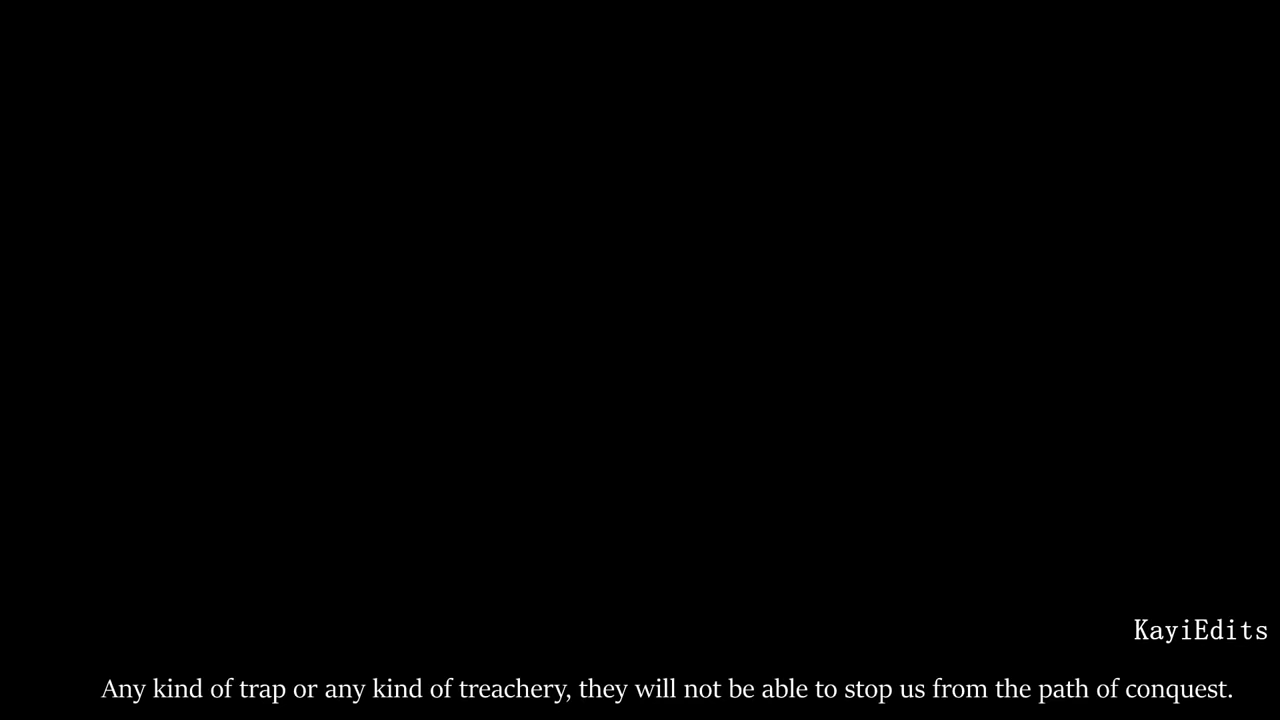 KayiEdits
Any kind of trap or any kind of treachery, they will not be able to stop us from the path of conquest.